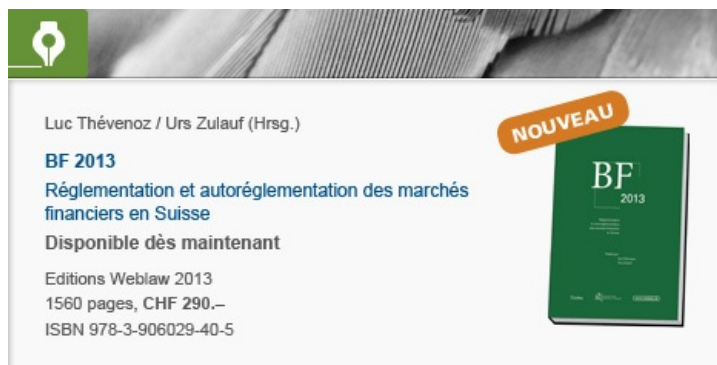 Luc Thévenoz / Urs Zulauf (Hrsg.)
BF 2013
Réglementation et autoréglementation des marchés
financiers en Suisse
Disponible dès maintenant
Editions Weblaw 2013
1560 pages, CHF 290.–
ISBN 978-3-906029-40-5
NOUVEAU
BF
2013